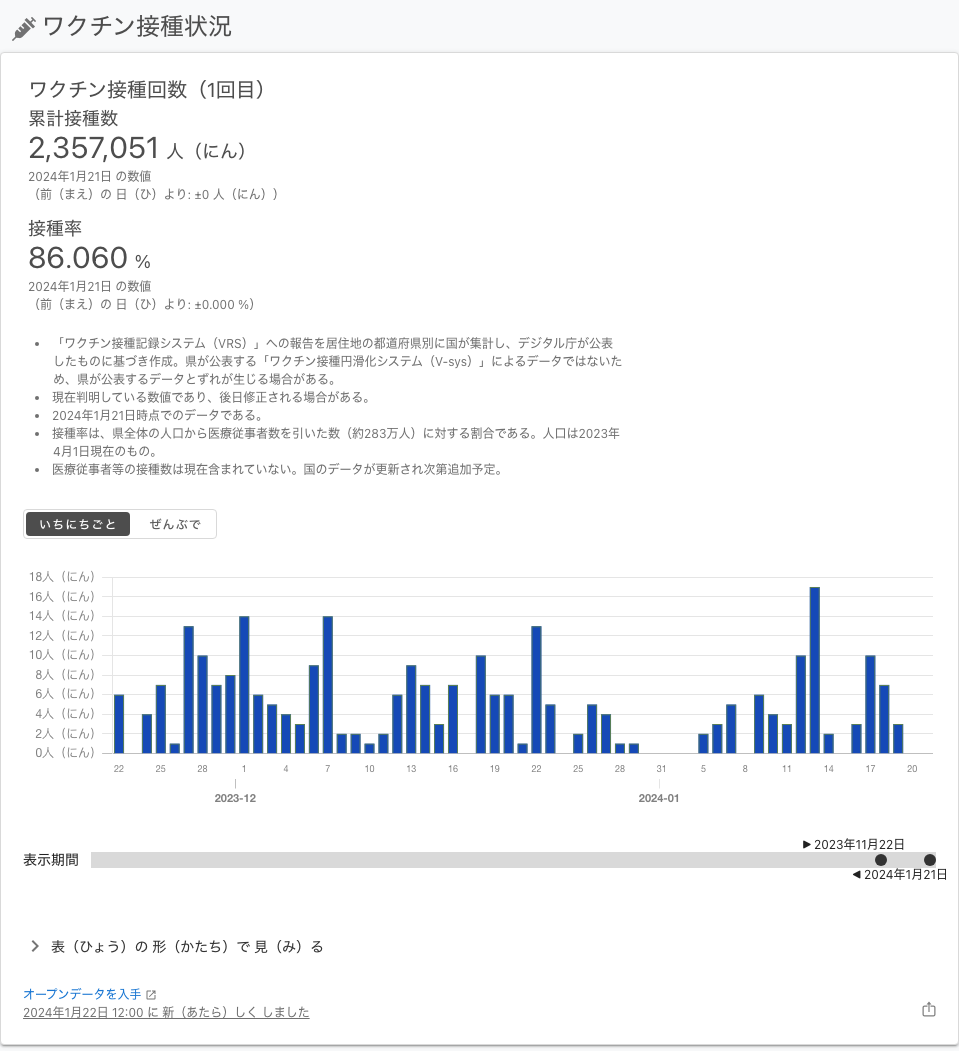 ワクチン接種状況
ワクチン接種回数（1回目）
累計接種数
2,357,051 人（にん）
2024年1月21日 の数値
（前（まえ）の 日（ひ）より: ±0 人（にん））
接種率
86.060 %
2024年1月21日 の数値
（前（まえ）の 日（ひ）より: ±0.000 %）
• 「ワクチン接種記録システム（VRS）」への報告を居住地の都道府県別に国が集計し、デジタル庁が公表
したものに基づき作成。県が公表する「ワクチン接種円滑化システム（V-sys）」によるデータではないた
め、県が公表するデータとずれが生じる場合がある。
• 現在判明している数値であり、後日修正される場合がある。
• 2024年1月21日時点でのデータである。
• 接種率は、県全体の人口から医療従事者数を引いた数（約283万人）に対する割合である。人口は2023年
4月1日現在のもの。
• 医療従事者等の接種数は現在含まれていない。国のデータが更新され次第追加予定。
いちにちごと ぜんぶで
18人（にん）
16人（にん）
14人（にん）
12人（にん）
10人（にん）
8人（にん）
6人（にん）
4人（にん）
2人（にん）
0人（にん）
22 25 28 1 4 7 10 13 16 19 22 25 28 31 5 8 11 14 17 20
2023-12 2024-01
▶ 2023年11月22日
表示期間
◀ 2024年1月21日
表（ひょう）の 形（かたち）で 見（み）る
オープンデータを入手
2024年1月22日 12:00 に 新（あたら）しく しました